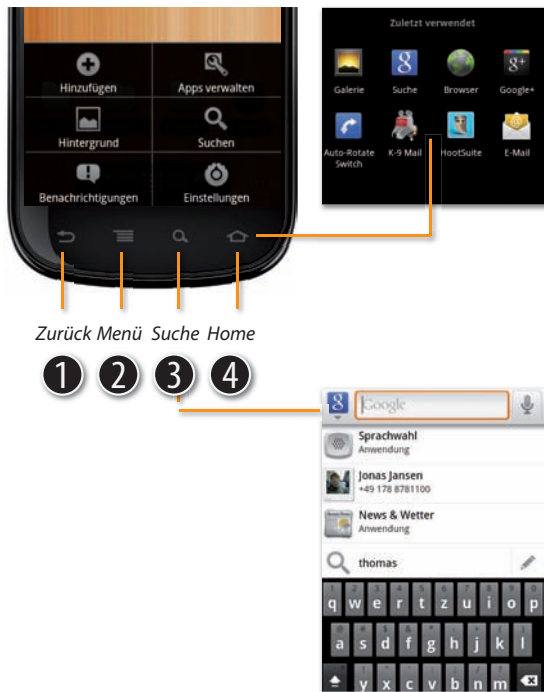 Hinzufügen
Apps verwalten
Hintergrund
Suchen
Benachrichtigungen
Einstellungen
Zurück Menü Suche Home
1 2 3 4
Zuletzt verwendet
8 g+
Galerie Suche Browser Google+
Auto-Rotate Switch K-9 Mail HootSuite E-Mail
8 Google
Sprachwahl
Anwendung
Jonas Jansen
+49 178 8781100
News & Wetter
Anwendung
thomas
q w e r t z u i o p
a s d f g h j k l
y x c v b n m